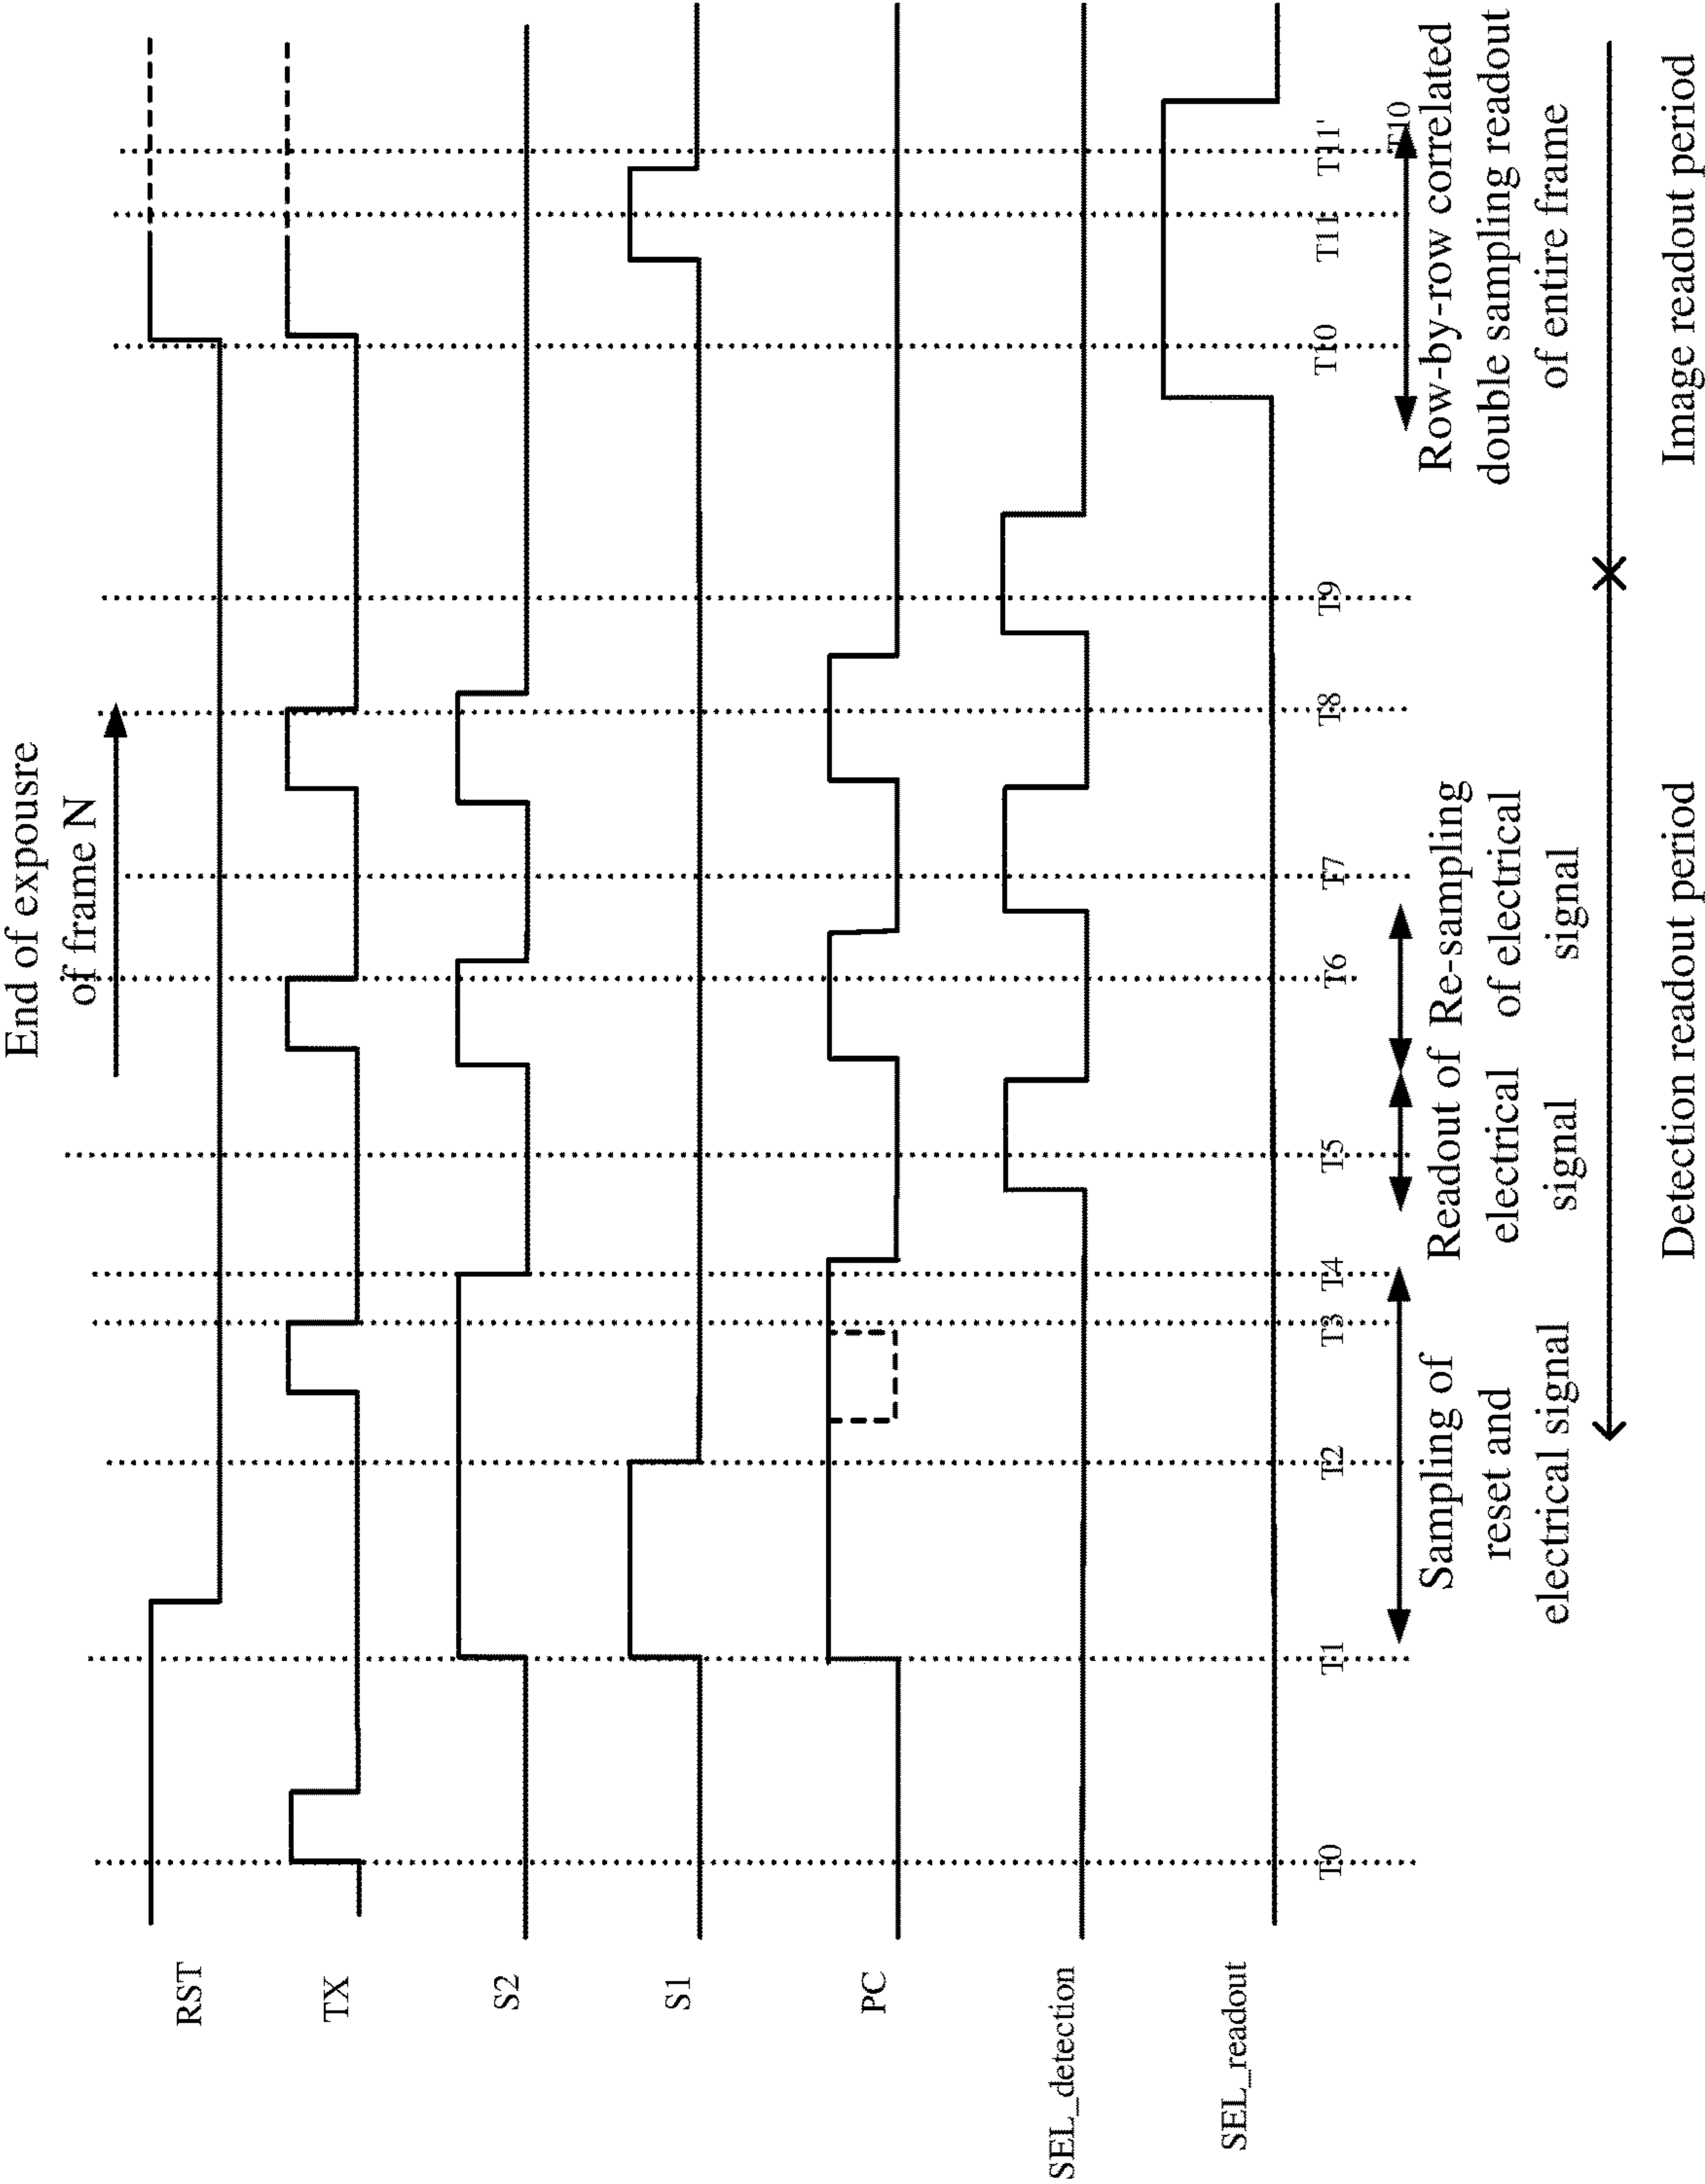 End of expousre
of frame N
RST
TX
S2
S1
PC
SEL_detection
SEL_readout
T0
T1
T2
T3
T4
T5
T6
T7
T8
T9
T10
T11
T11'
T10
Sampling of
reset and
electrical signal
Readout of
electrical
signal
Re-sampling
of electrical
signal
Row-by-row correlated
double sampling readout
of entire frame
Detection readout period
Image readout period